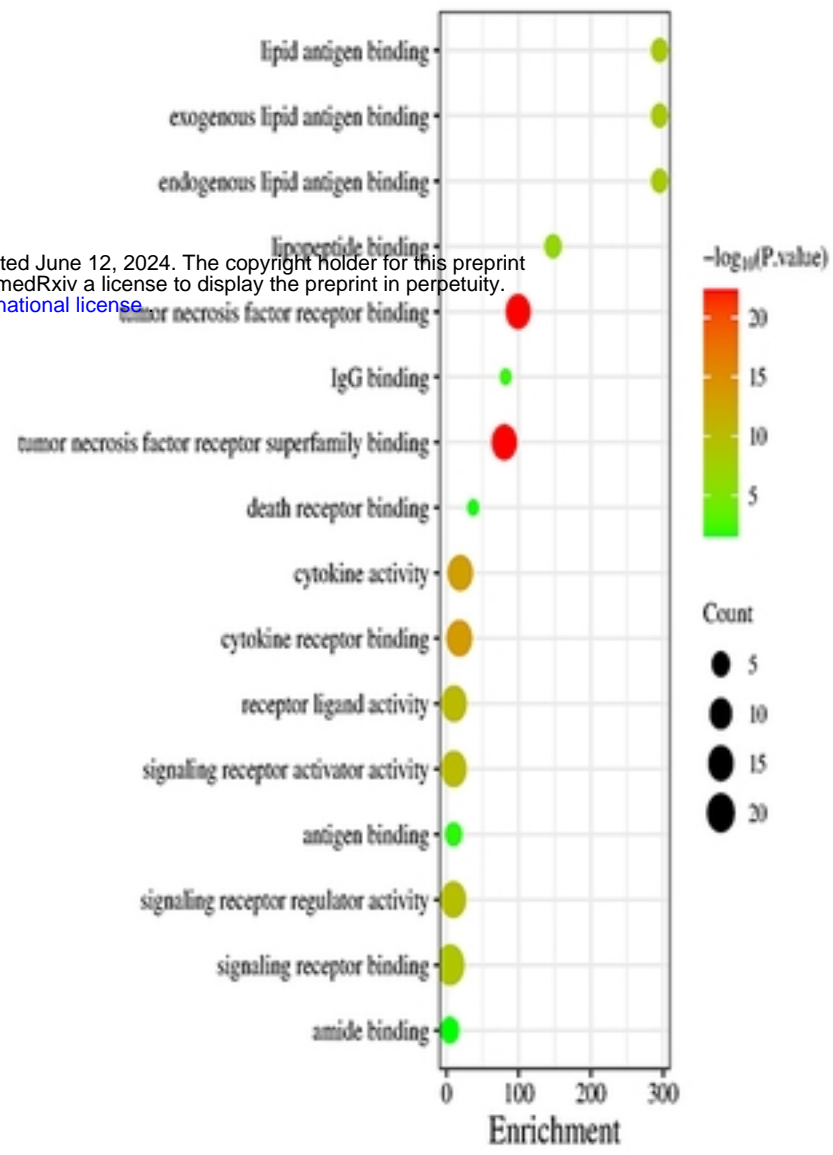 lipid antigen binding
exogenous lipid antigen binding
endogenous lipid antigen binding
lipopeptide binding
ted June 12, 2024. The copyright holder for this preprint
medRxiv a license to display the preprint in perpetuity.
national license .
tumor necrosis factor receptor binding
IgG binding
tumor necrosis factor receptor superfamily binding
death receptor binding
cytokine activity
cytokine receptor binding
receptor ligand activity
signaling receptor activator activity
antigen binding
signaling receptor regulator activity
signaling receptor binding
amide binding
0 100 200 300
Enrichment
−log10(P.value)
20
15
10
5
Count
5
10
15
20